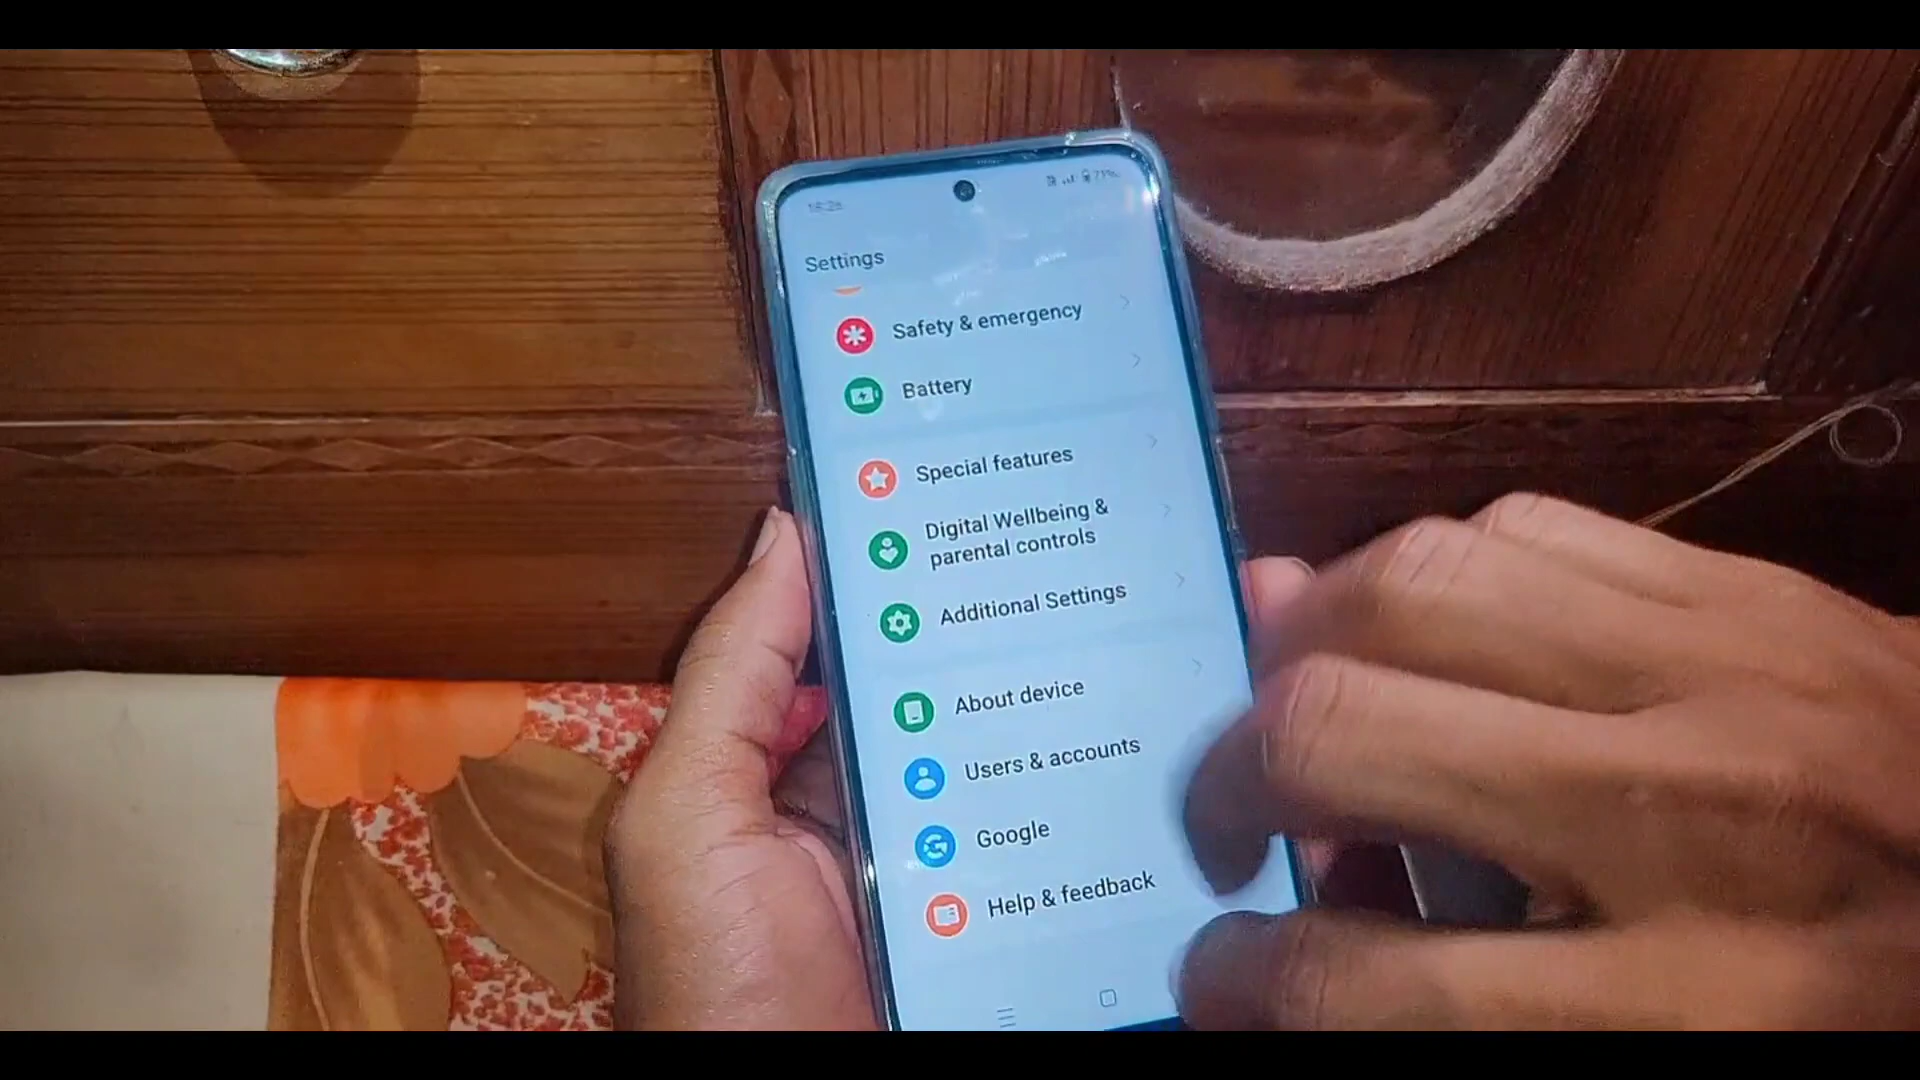 71%
Settings
Safety & emergency
Battery
Special features
Digital Wellbeing &
parental controls
Additional Settings
About device
Users & accounts
Google
Help & feedback